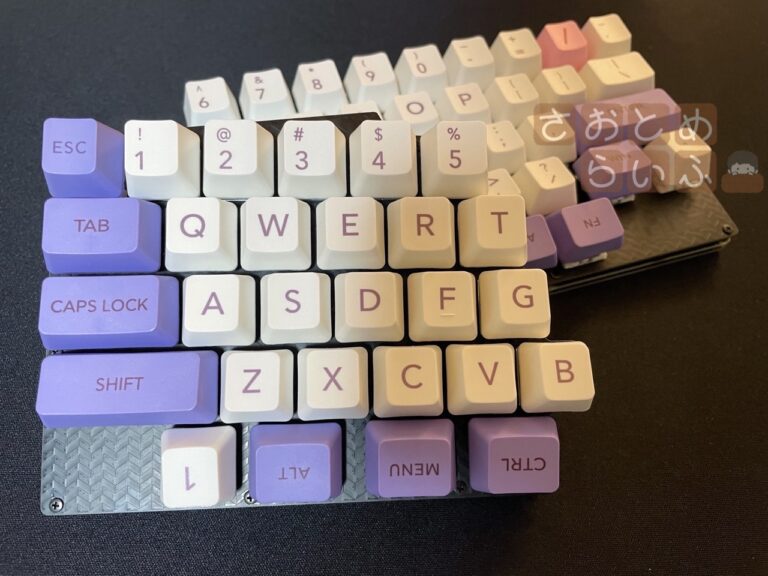 ^ & * ( ) + /
6 7 8 9 0 - =
O P
さおとめ
らいふ
?/
FN
! @ # $ %
ESC 1 2 3 4 5
TAB Q W E R T
CAPS LOCK A S D F G
SHIFT Z X C V B
1 ALT MENU CTRL